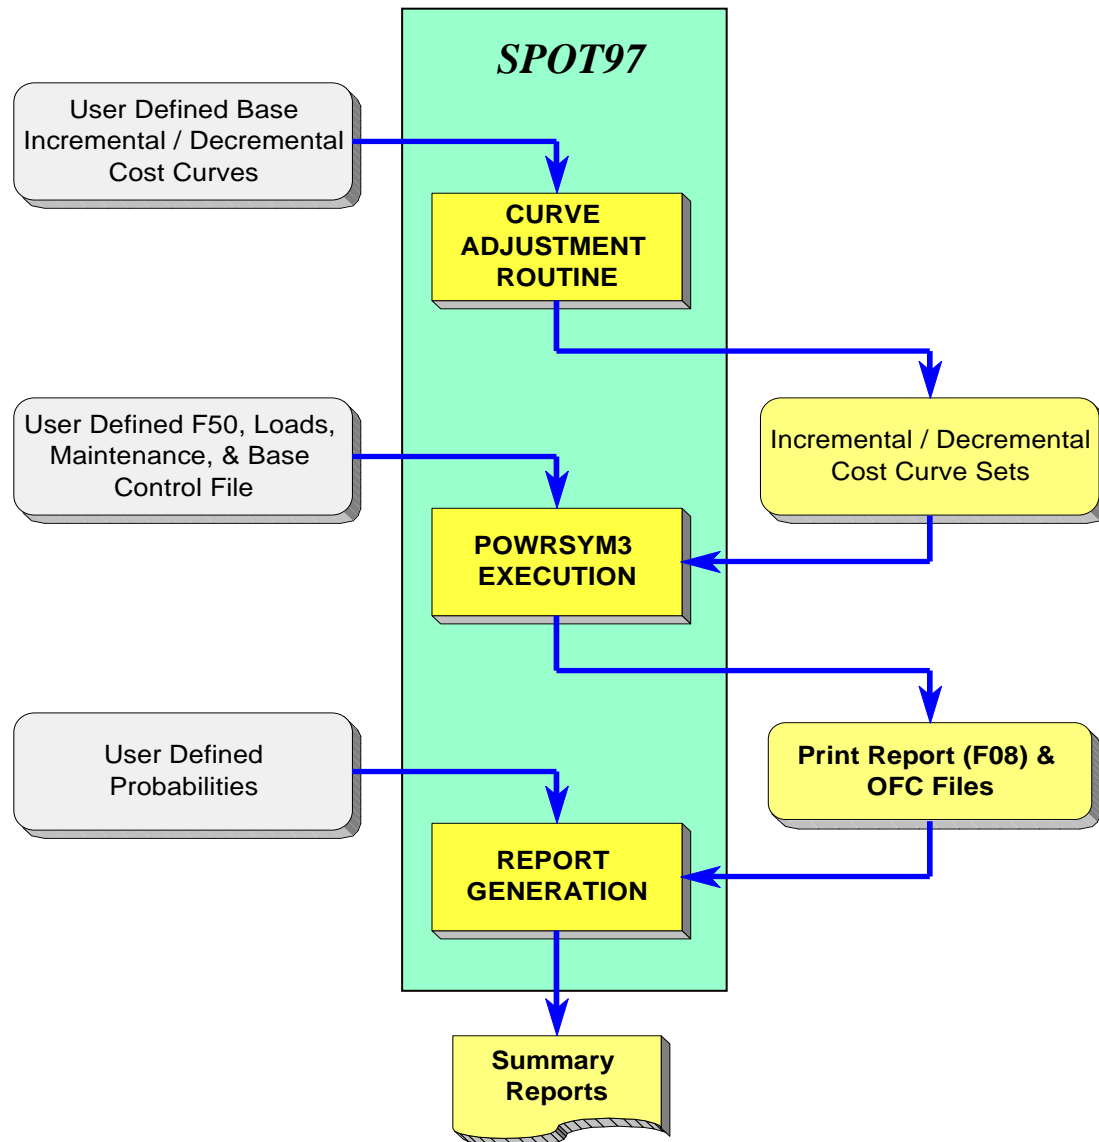 SPOT97
User Defined Base
Incremental / Decremental
Cost Curves
CURVE
ADJUSTMENT
ROUTINE
User Defined F50, Loads,
Maintenance, & Base
Control File
Incremental / Decremental
Cost Curve Sets
POWRSYM3
EXECUTION
User Defined
Probabilities
Print Report (F08) &
OFC Files
REPORT
GENERATION
Summary
Reports